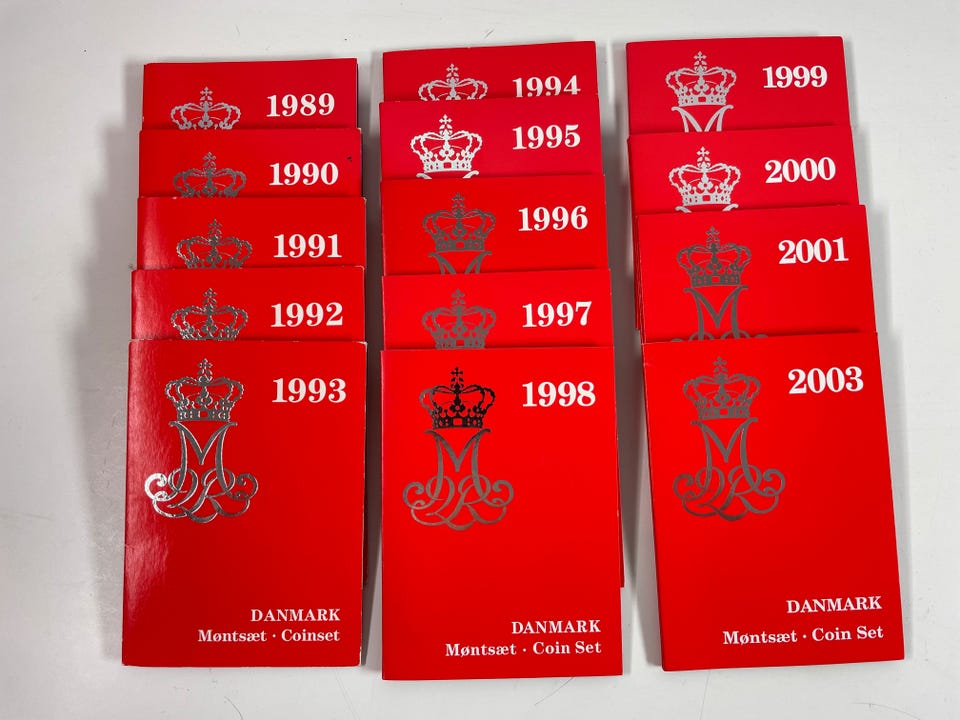 1989
1990
1991
1992
1993
DANMARK
Møntsæt · Coinset
1994
1995
1996
1997
1998
DANMARK
Møntsæt · Coin Set
1999
2000
2001
2003
DANMARK
Møntsæt · Coin Set